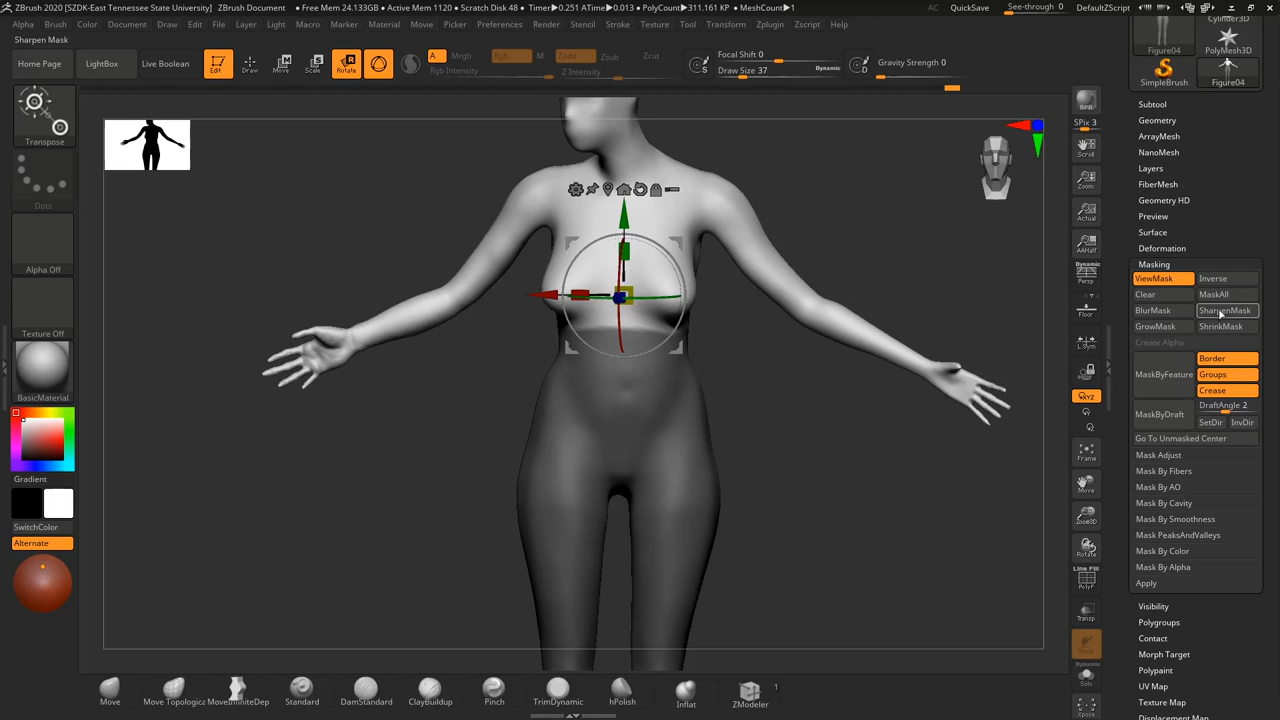 ZBrush 2020 [SZDK-East Tennessee State University] ZBrush Document • Free Mem 24.133GB • Active Mem 1120 • Scratch Disk 48 • Timer▶0.251 ATime▶0.013 • PolyCount▶311.161 KP • MeshCount▶1 AC QuickSave See-through 0 Menus DefaultZScript
Alpha Brush Color Document Draw Edit File Layer Light Macro Marker Material Movie Picker Preferences Render Stencil Stroke Texture Tool Transform Zplugin Zscript Help
Sharpen Mask
Home Page LightBox Live Boolean Edit Draw Move Scale Rotate
A Mrgb Rgb M Zadd Zsub Zcut
Rgb Intensity Z Intensity
S Focal Shift 0
Draw Size 37 Dynamic
D Gravity Strength 0
Transpose
Dots
Alpha Off
Texture Off
BasicMaterial
Gradient
SwitchColor
Alternate
BPR
SPix 3
Scroll
Zoom
Actual
AAHalf
Dynamic
Persp
Floor
L.Sym
XYZ
Frame
Move
Zoom3D
Rotate
Line Fill
PolyF
Transp
Dynamic
Solo
Xpose
Cylinder3D
PolyMesh3D
Figure04
SimpleBrush Figure04
Subtool
Geometry
ArrayMesh
NanoMesh
Layers
FiberMesh
Geometry HD
Preview
Surface
Deformation
Masking
ViewMask Inverse
Clear MaskAll
BlurMask SharpenMask
GrowMask ShrinkMask
Create Alpha
MaskByFeature Border
Groups
Crease
MaskByDraft DraftAngle 2
SetDir InvDir
Go To Unmasked Center
Mask Adjust
Mask By Fibers
Mask By AO
Mask By Cavity
Mask By Smoothness
Mask PeaksAndValleys
Mask By Color
Mask By Alpha
Apply
Visibility
Polygroups
Contact
Morph Target
Polypaint
UV Map
Texture Map
Displacement Map
Move Move Topologic MoveInfiniteDep Standard DamStandard ClayBuildup Pinch TrimDynamic hPolish Inflat ZModeler 1